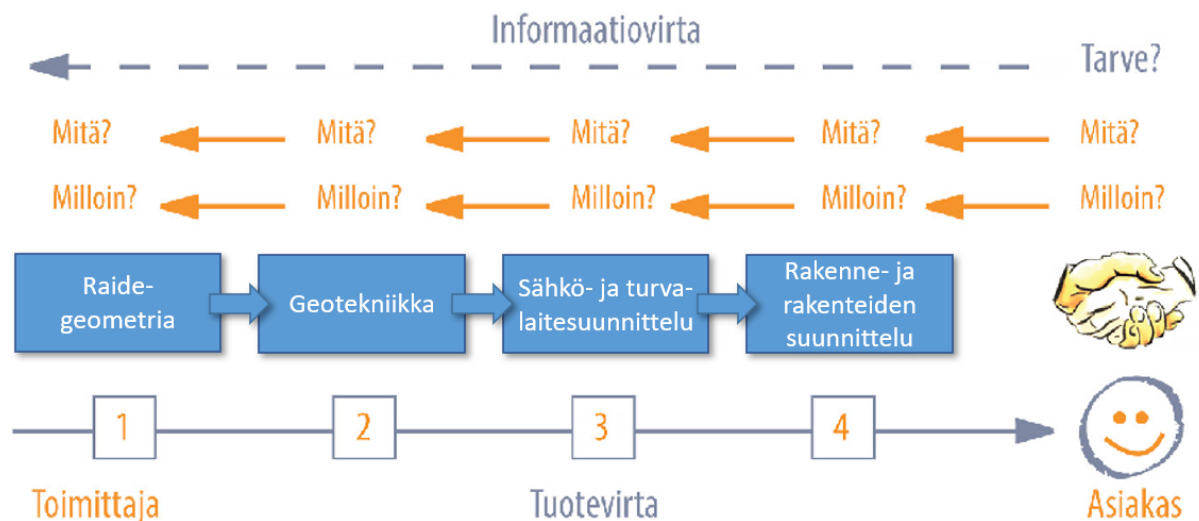 Informaatiovirta
Tarve?
Mitä? Mitä? Mitä? Mitä? Mitä?
Milloin? Milloin? Milloin? Milloin? Milloin?
Raide-
geometria
Geotekniikka
Sähkö- ja turva-
laitesuunnittelu
Rakenne- ja
rakenteiden
suunnittelu
1 2 3 4
Toimittaja Tuotevirta Asiakas